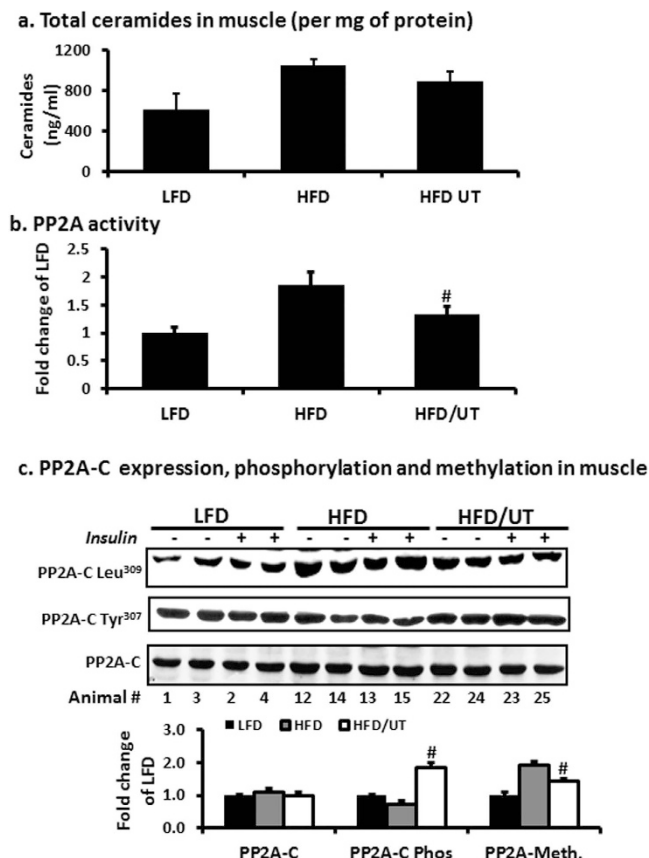 a. Total ceramides in muscle (per mg of protein)
Ceramides
(ng/ml)
1200
800
400
0
LFD HFD HFD UT
b. PP2A activity
Fold change of LFD
2.5
2
1.5
1
0.5
0
#
LFD HFD HFD/UT
c. PP2A-C expression, phosphorylation and methylation in muscle
LFD HFD HFD/UT
Insulin - - + + - - + + - - + +
PP2A-C Leu³⁰⁹
PP2A-C Tyr³⁰⁷
PP2A-C
Animal # 1 3 2 4 12 14 13 15 22 24 23 25
Fold change
of LFD
3.0
2.0
1.0
0.0
LFD HFD HFD/UT
# #
PP2A-C PP2A-C Phos PP2A-Meth.